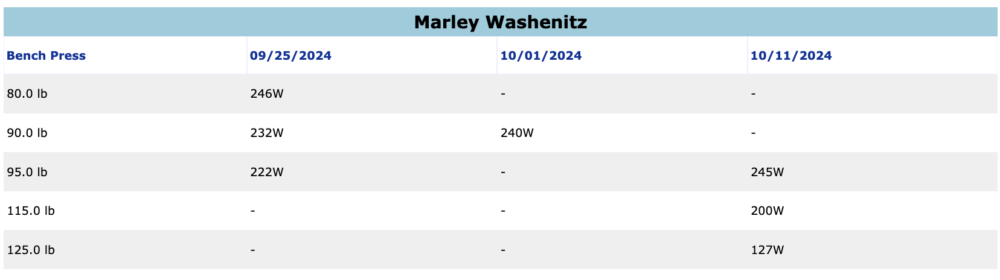 Marley Washenitz
Bench Press 09/25/2024 10/01/2024 10/11/2024
80.0 lb 246W - -
90.0 lb 232W 240W -
95.0 lb 222W - 245W
115.0 lb - - 200W
125.0 lb - - 127W